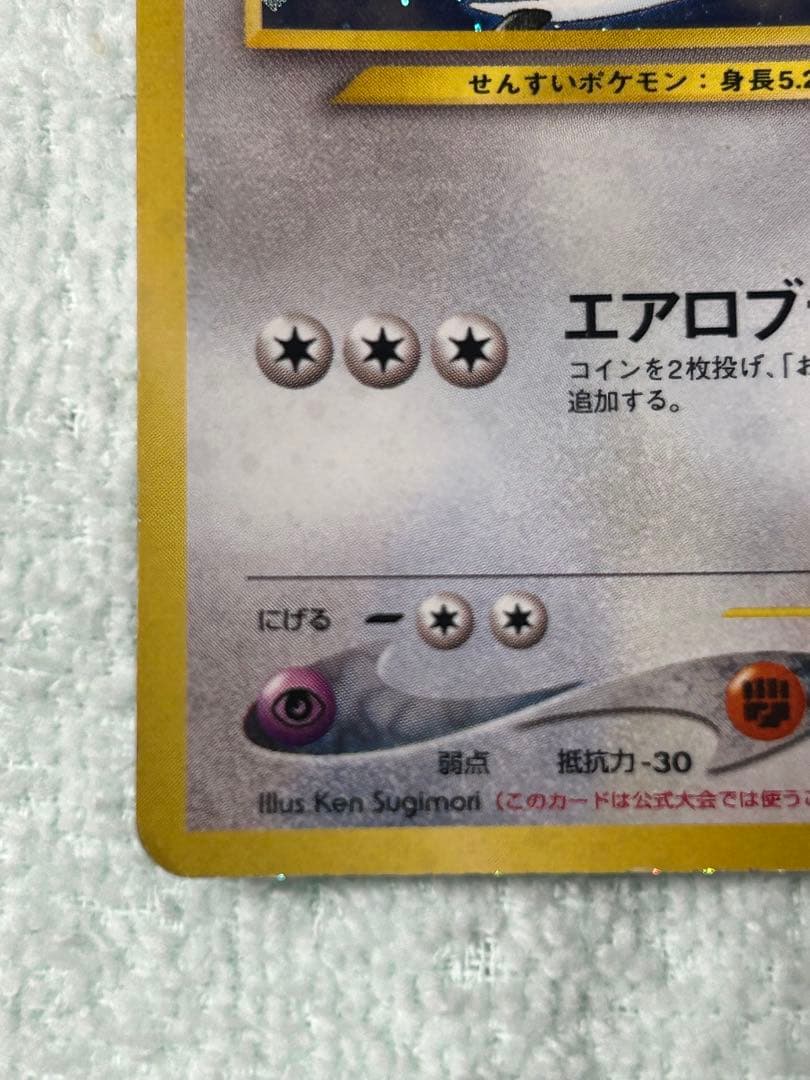 せんすいポケモン：身長5.2
エアロブ
コインを2枚投げ、「お
追加する。
にげる
弱点 抵抗力-30
Illus Ken Sugimori (このカードは公式大会では使うこ